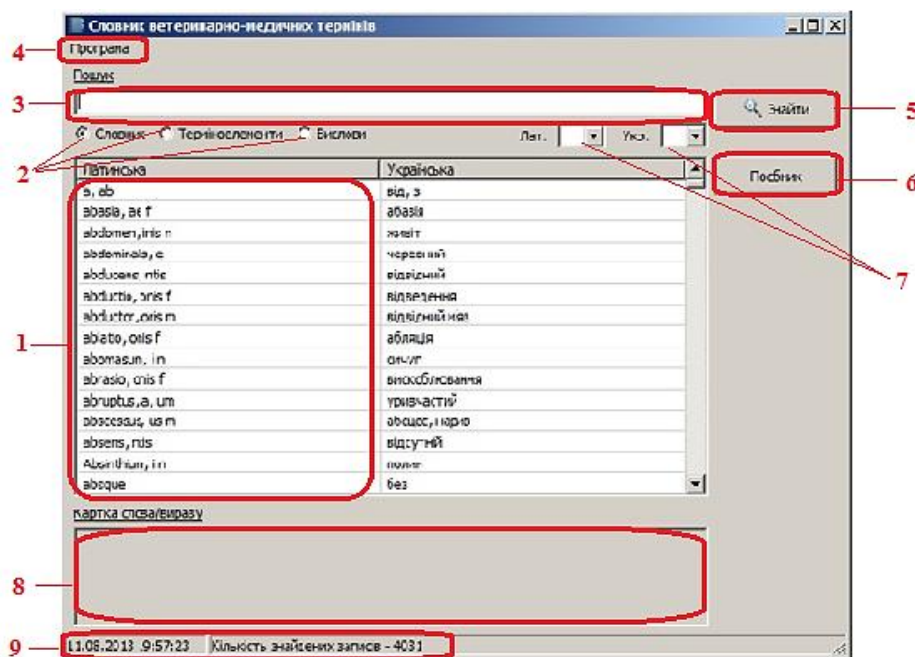 Словник ветеринарно-медичних термінів
4 Програма
Пошук
3
5 Знайти
2 Словник Терміноелементи Вислови Лат. Укр.
6 Посібник
7
Латинська Українська
a, ab від, з
abasia, ae f абазія
abdomen, inis n живіт
abdominalis, e черевний
abducens, ntis відвідний
abductio, onis f відведення
abductor, oris m відвідний м'яз
1 ablatio, onis f абляція
abomasum, i n сичуг
abrasio, onis f вискоблювання
abruptus, a, um уривчастий
abscessus, us m абсцес, нарив
absens, ntis відсутній
Absinthium, i n полин
absque без
Картка слова/виразу
8
9 11.08.2013 Кількість знайдених записів - 4031